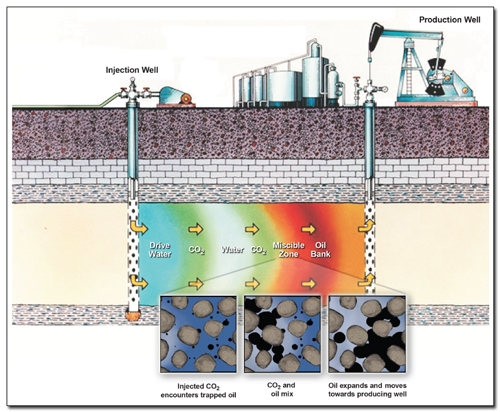 Production Well
Injection Well
Drive
Water
CO₂
Water
CO₂
Miscible
Zone
Oil
Bank
Injected CO₂
encounters trapped oil
CO₂ and
oil mix
Oil expands and moves
towards producing well